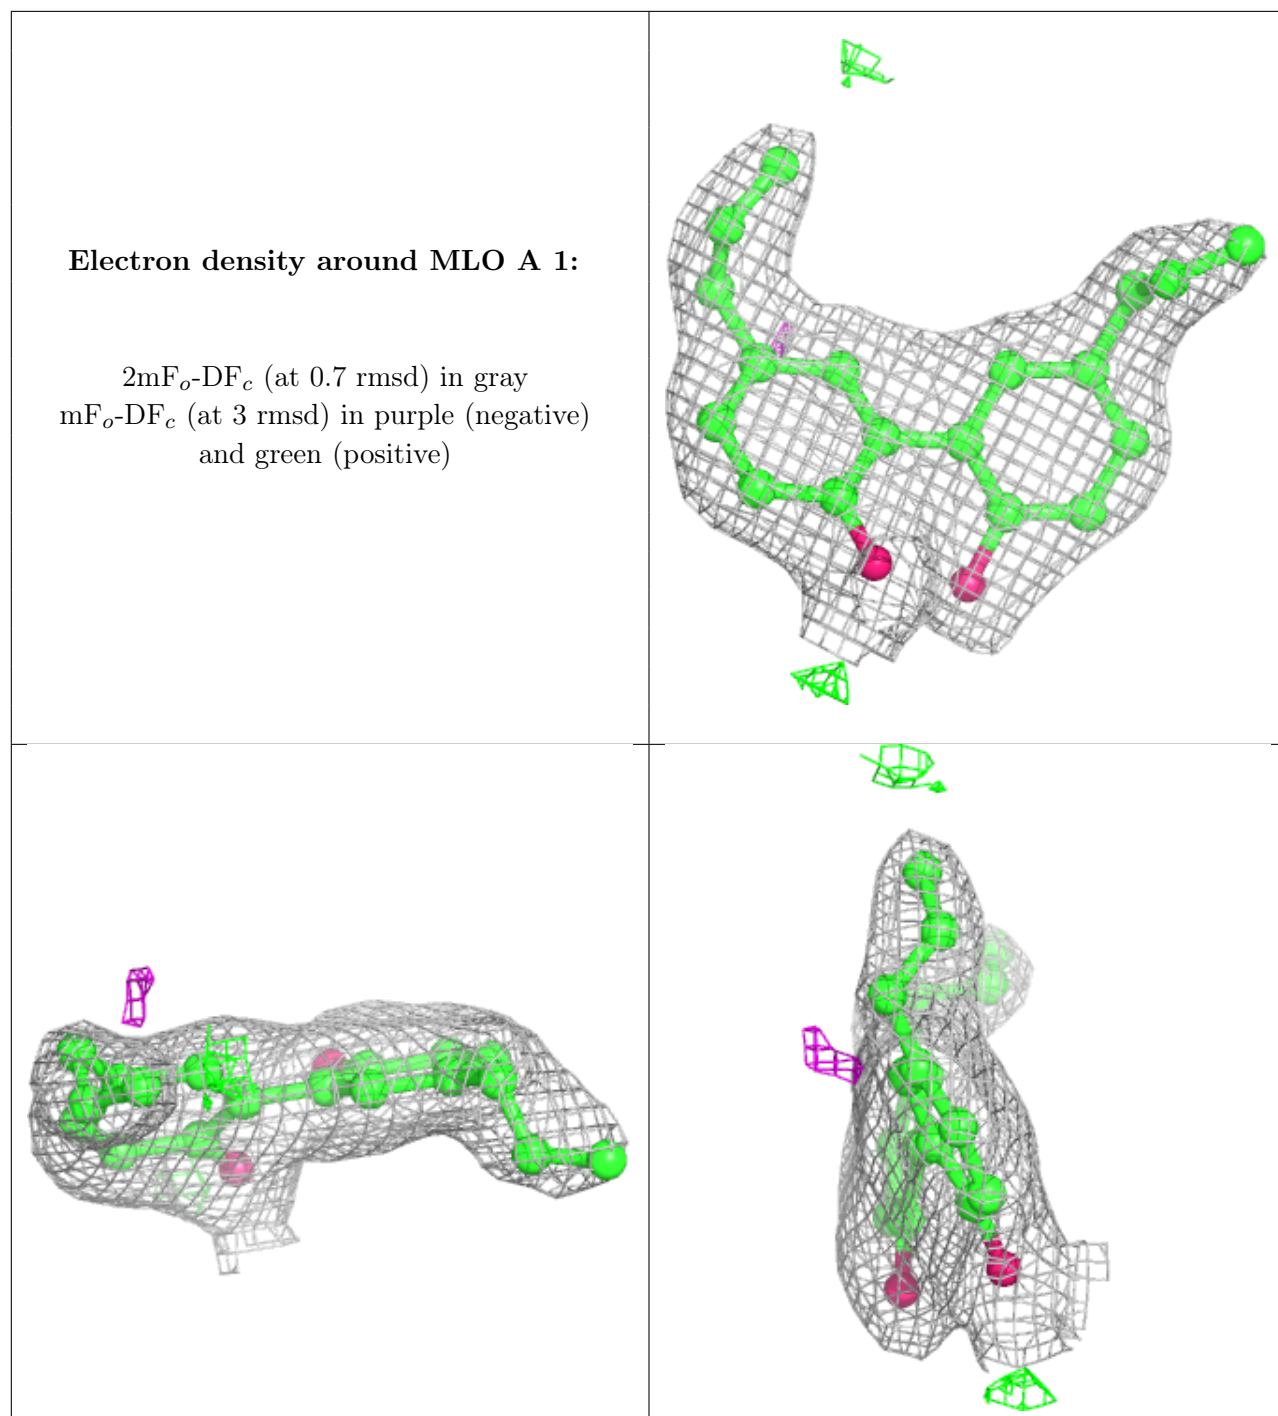 Electron density around MLO A 1:
2mFo-DFc (at 0.7 rmsd) in gray
mFo-DFc (at 3 rmsd) in purple (negative)
and green (positive)